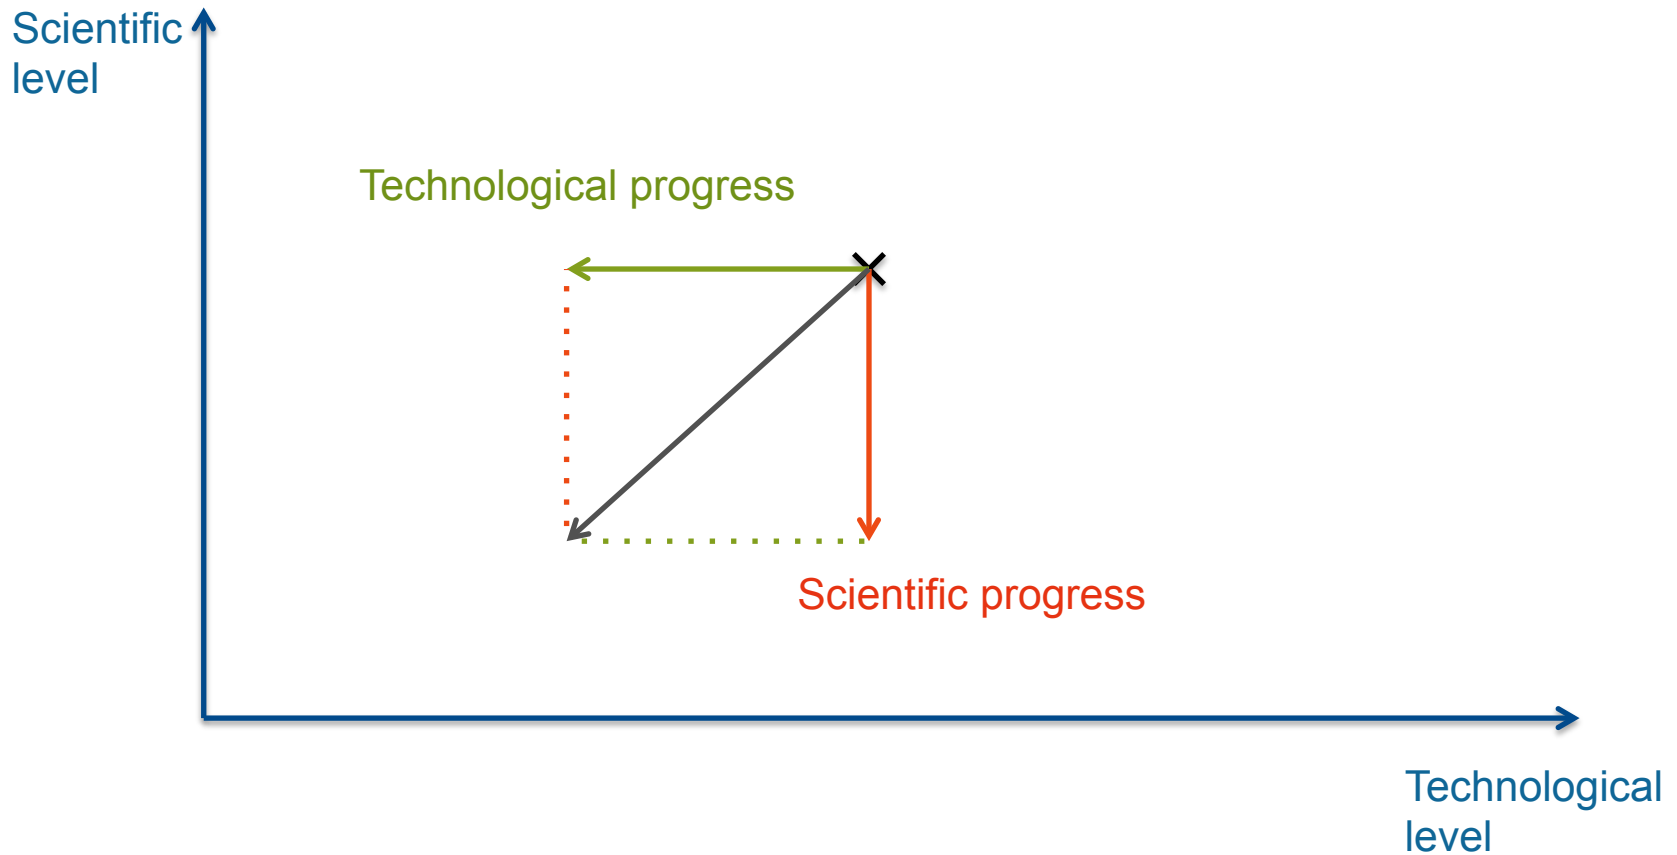 Scientific
level
Technological progress
Scientific progress
Technological
level